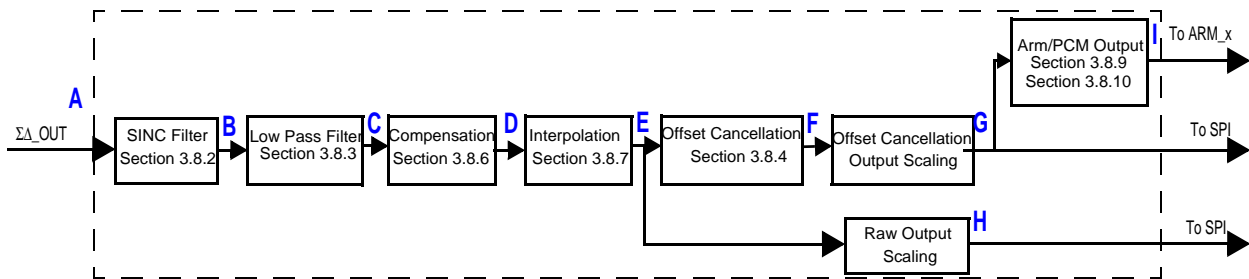 A
ΣΔ_OUT
SINC Filter
Section 3.8.2
B
Low Pass Filter
Section 3.8.3
C
Compensation
Section 3.8.6
D
Interpolation
Section 3.8.7
E
Offset Cancellation
Section 3.8.4
F
Offset Cancellation
Output Scaling
G
Arm/PCM Output
Section 3.8.9
Section 3.8.10
I
To ARM_x
To SPI
Raw Output
Scaling
H
To SPI